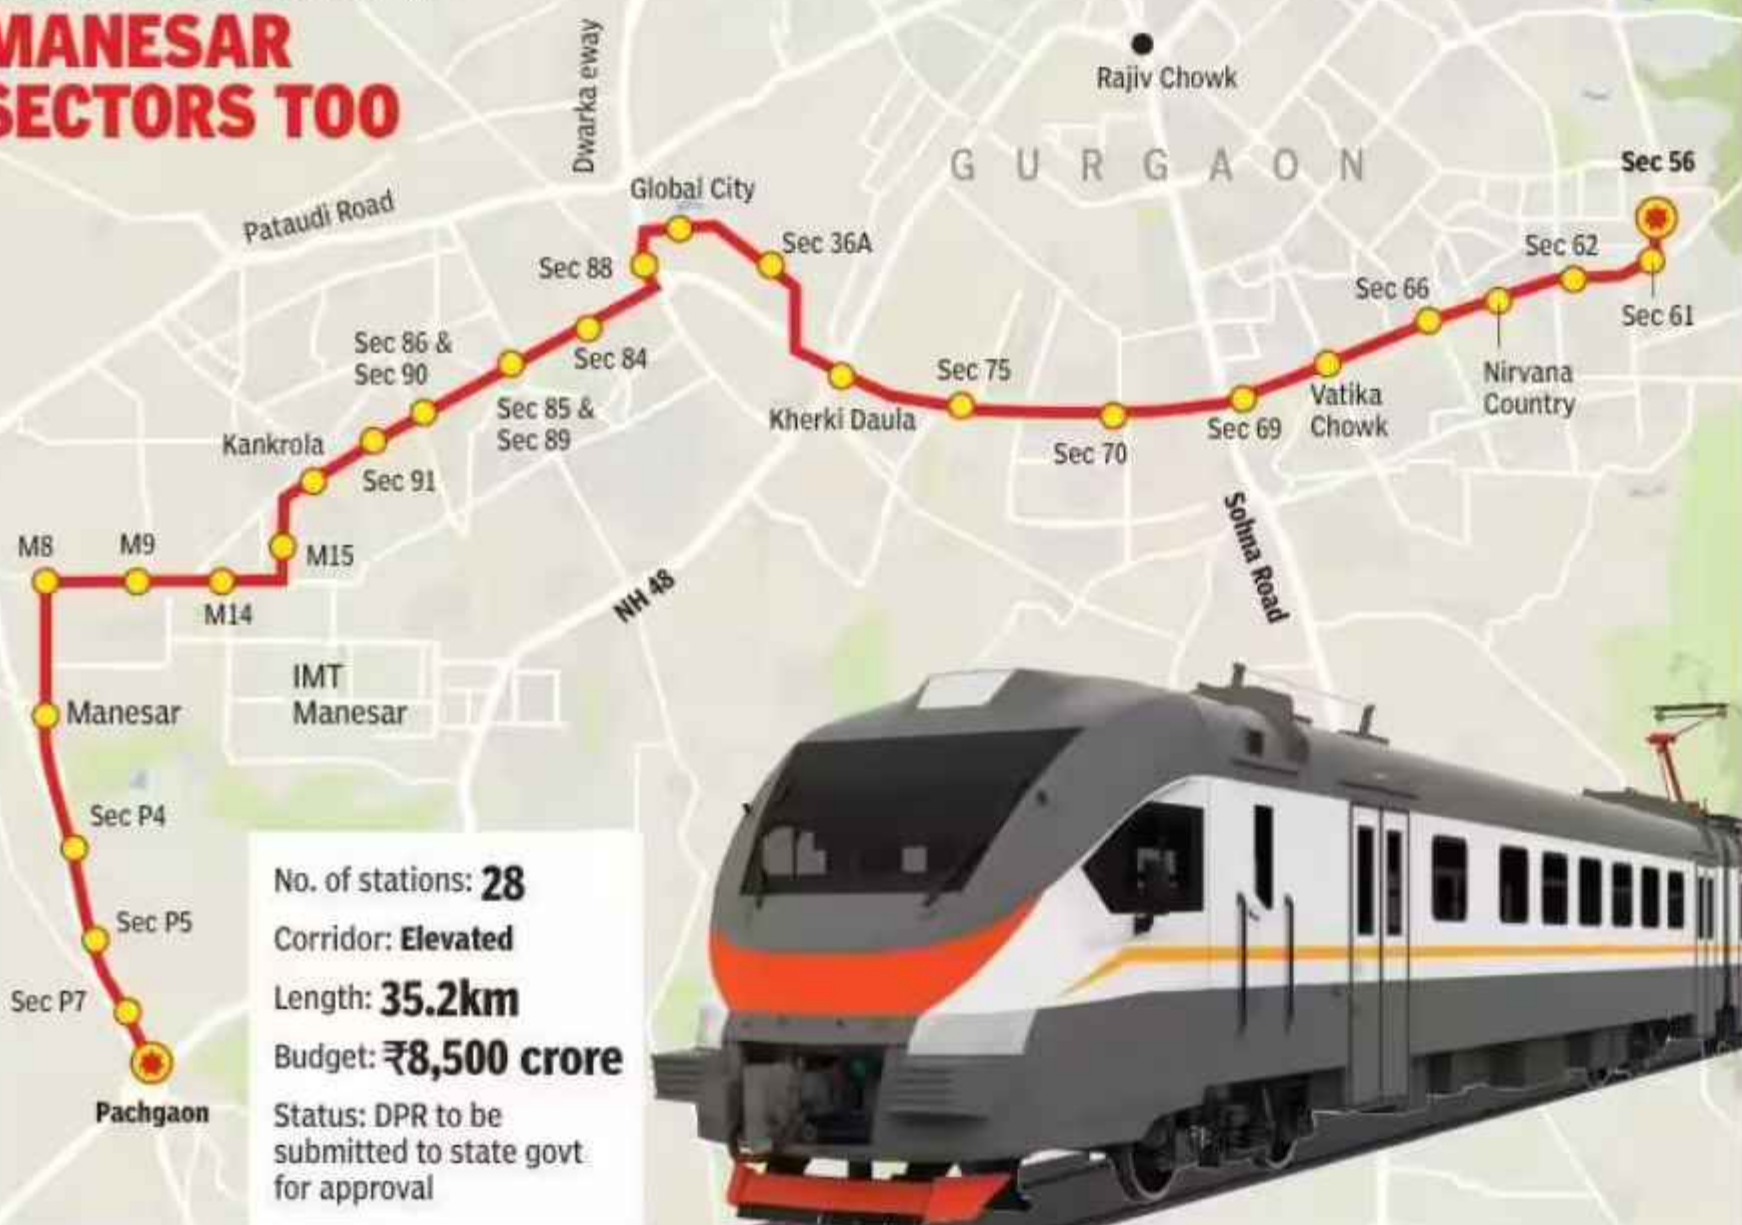 MANESAR
SECTORS TOO
Dwarka eway
Rajiv Chowk
GURGAON
Sec 56
Pataudi Road
Global City
Sec 36A
Sec 88
Sec 62
Sec 66
Sec 61
Sec 86 &
Sec 90
Sec 84
Sec 75
Nirvana
Country
Sec 85 &
Sec 89
Kherki Daula
Vatika
Chowk
Sec 69
Sec 70
Kankrola
Sec 91
Sohna Road
M8
M9
M15
M14
NH 48
IMT
Manesar
Manesar
Sec P4
Sec P5
Sec P7
Pachgaon
No. of stations: 28
Corridor: Elevated
Length: 35.2km
Budget: ₹8,500 crore
Status: DPR to be
submitted to state govt
for approval